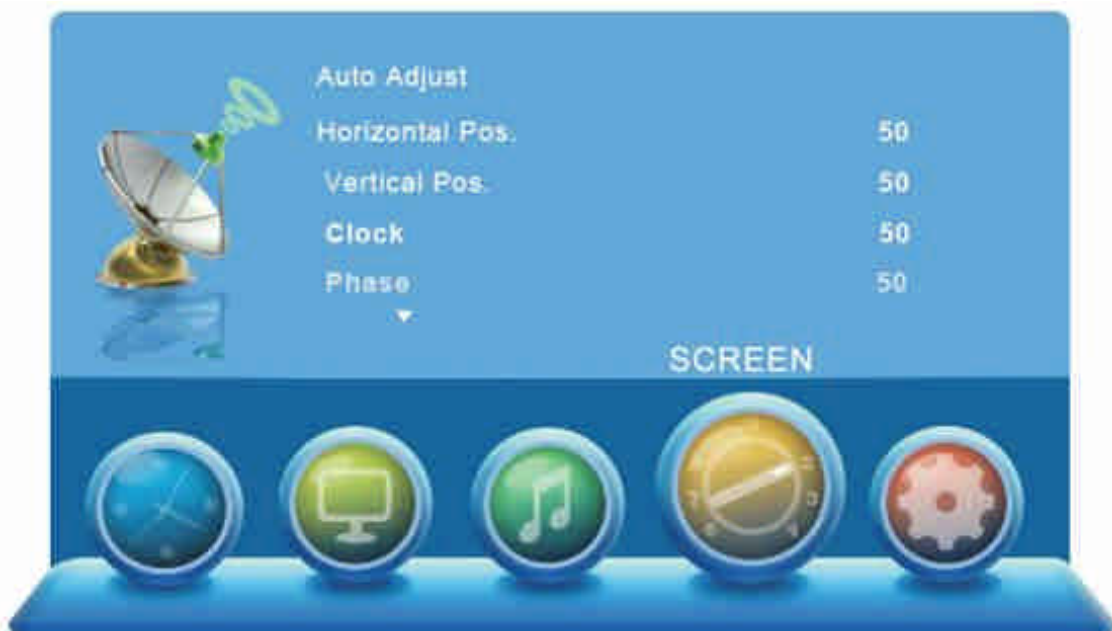 Auto Adjust
Horizontal Pos. 50
Vertical Pos. 50
Clock 50
Phase 50
SCREEN